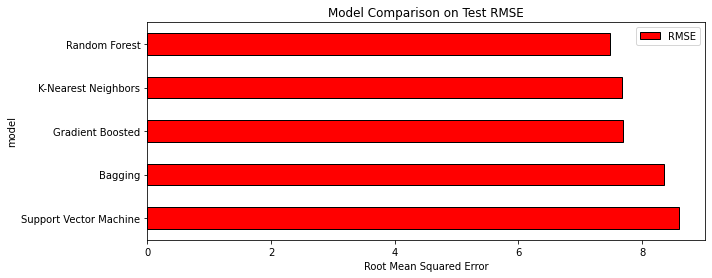 Model Comparison on Test RMSE
RMSE
model
Random Forest
K-Nearest Neighbors
Gradient Boosted
Bagging
Support Vector Machine
0 2 4 6 8
Root Mean Squared Error